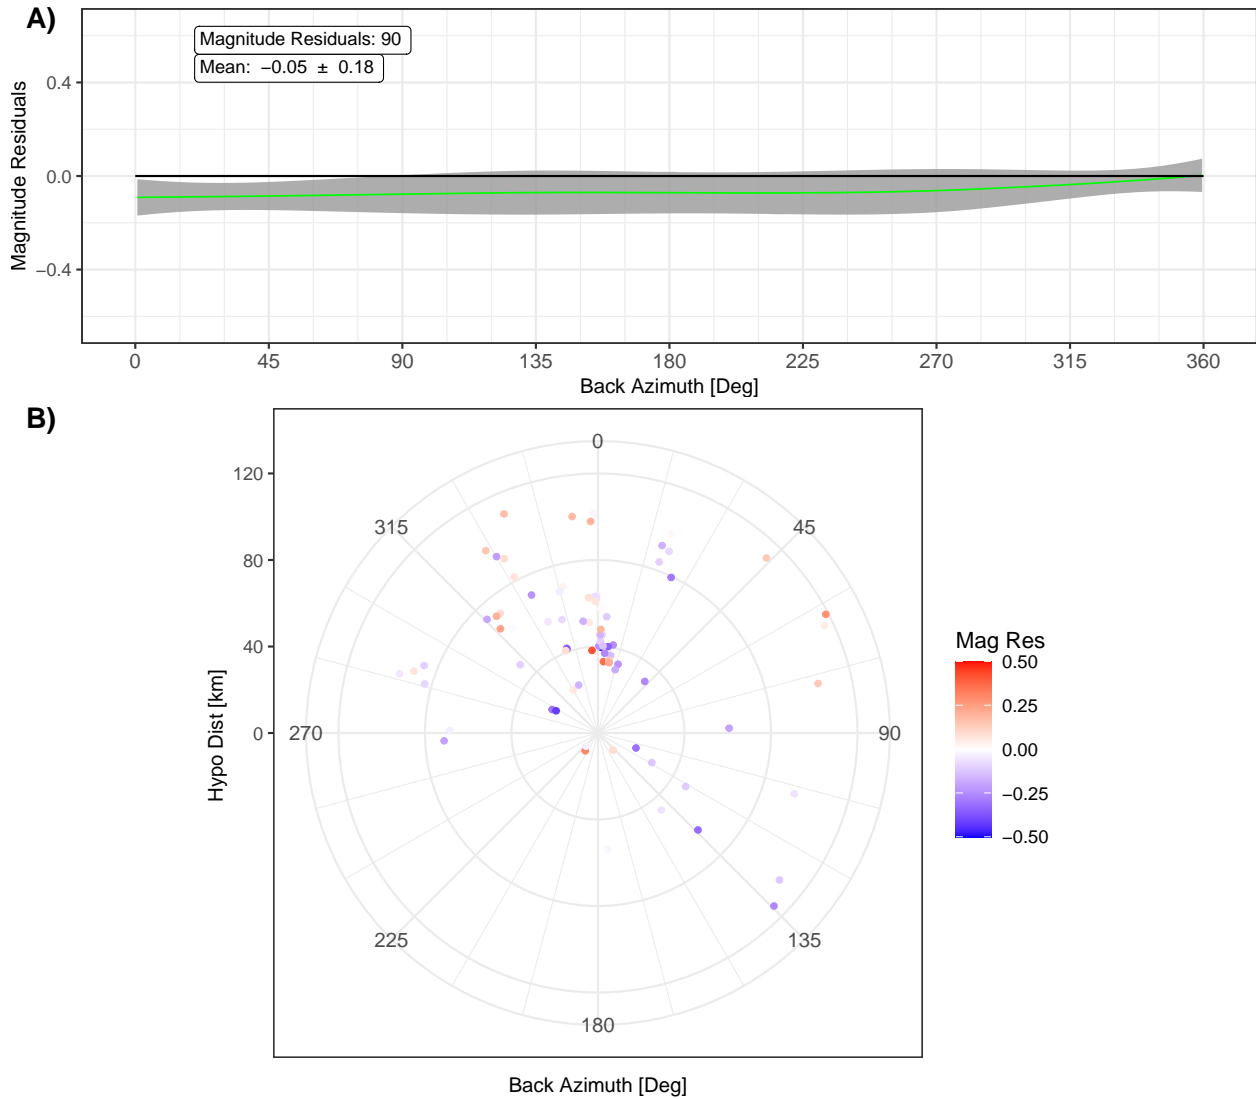 A)
Magnitude Residuals: 90
Mean: −0.05 ± 0.18
0.4
0.0
−0.4
Magnitude Residuals
0 45 90 135 180 225 270 315 360
Back Azimuth [Deg]
B)
0
45
90
135
180
225
270
315
120
80
40
0
Hypo Dist [km]
Back Azimuth [Deg]
Mag Res
0.50
0.25
0.00
−0.25
−0.50